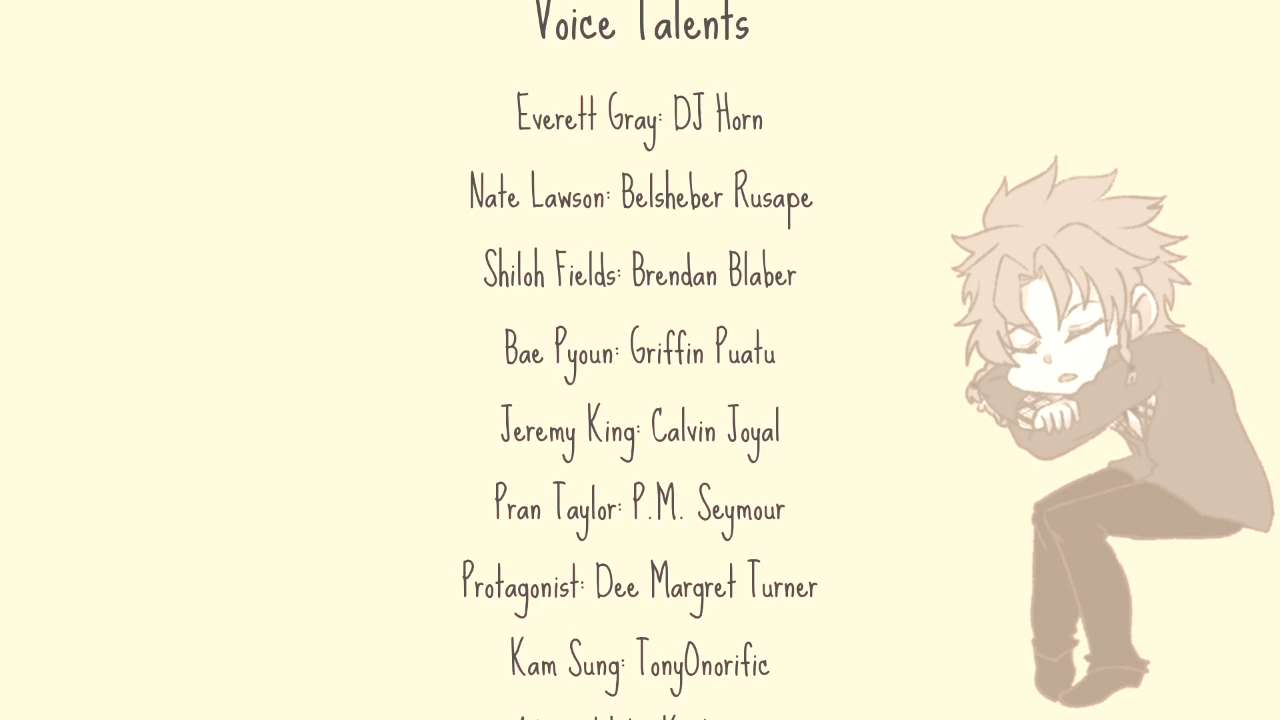 Voice Talents
Everett Gray: DJ Horn
Nate Lawson: Belsheber Rusape
Shiloh Fields: Brendan Blaber
Bae Pyoun: Griffin Puatu
Jeremy King: Calvin Joyal
Pran Taylor: P.M. Seymour
Protagonist: Dee Margret Turner
Kam Sung: TonyOnorific